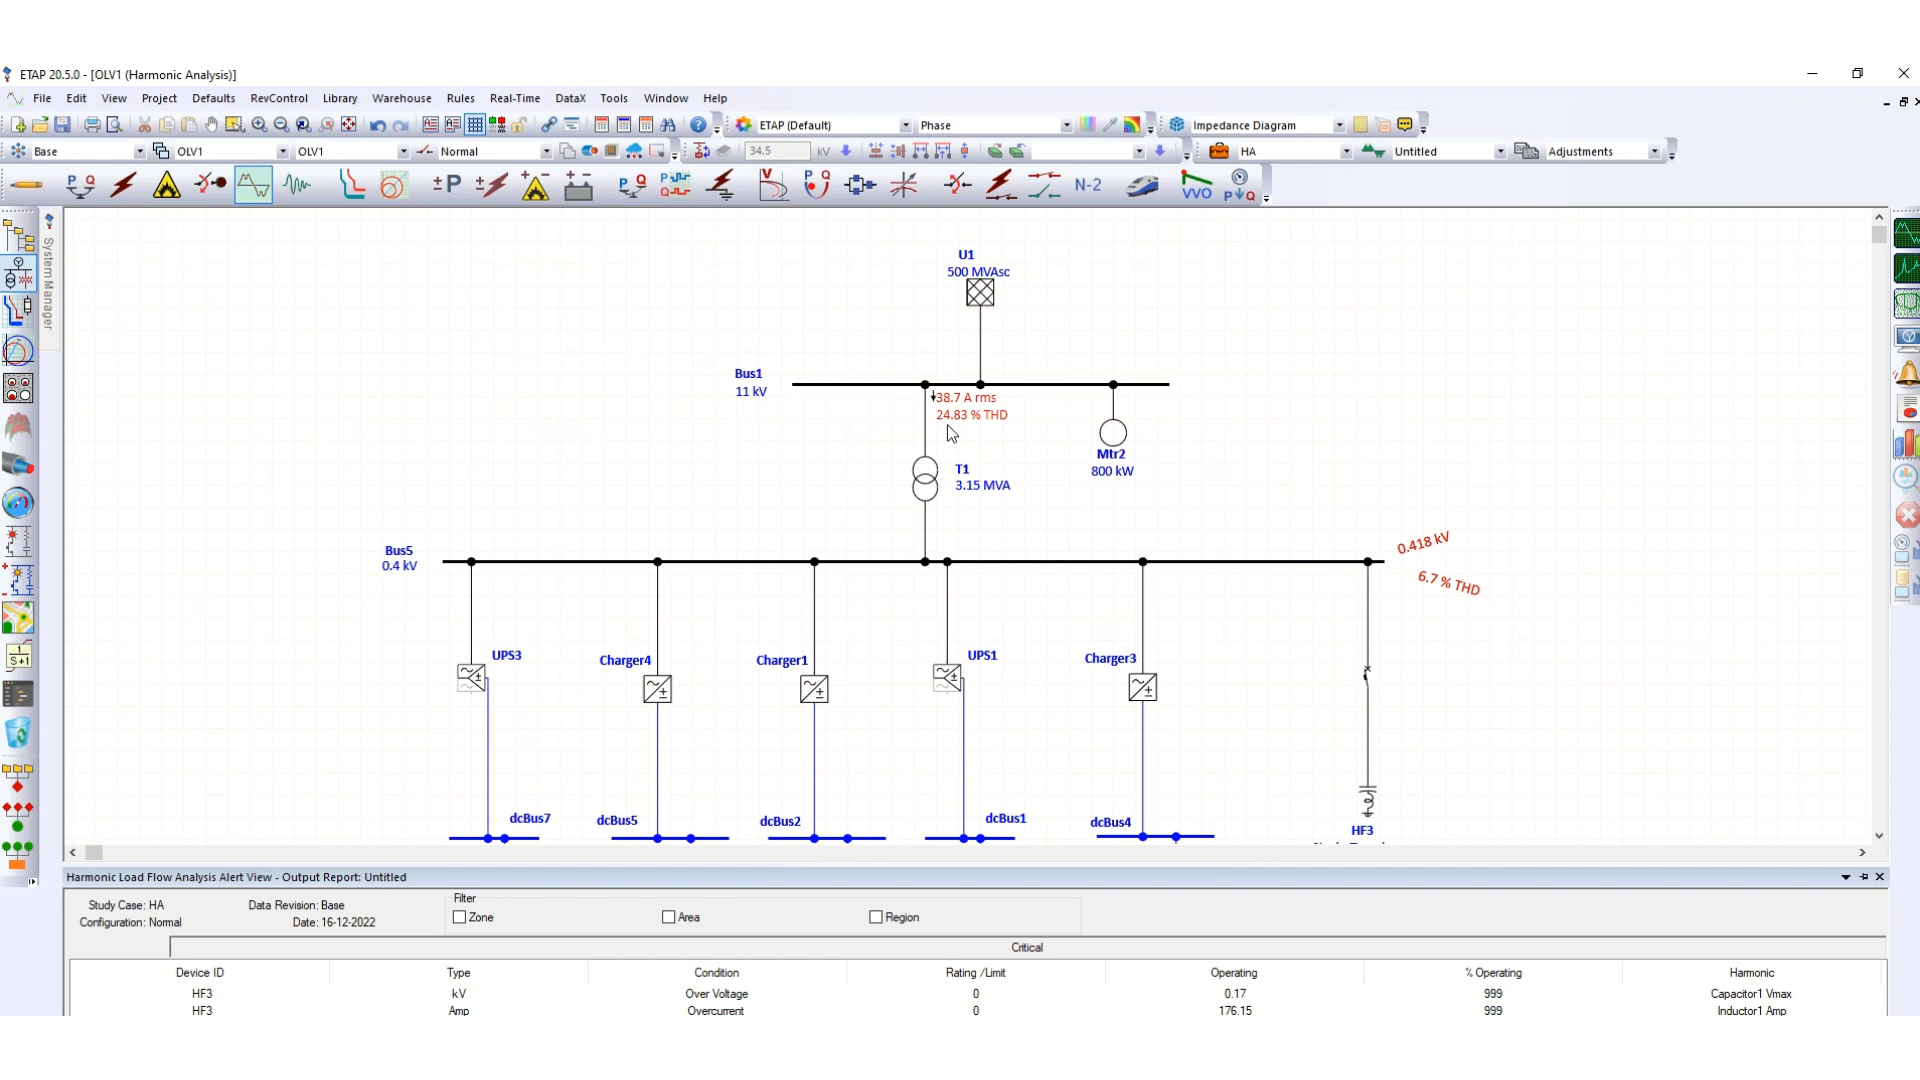 ETAP 20.5.0 - [OLV1 (Harmonic Analysis)]
File Edit View Project Defaults RevControl Library Warehouse Rules Real-Time DataX Tools Window Help
ETAP (Default) Phase Impedance Diagram
Base OLV1 OLV1 Normal 34.5 kV HA Untitled Adjustments
P Q ±P P Q P Q V P Q N-2 VVO P Q
System Manager
U1
500 MVAsc
Bus1
11 kV
38.7 A rms
24.83 % THD
Mtr2
800 kW
T1
3.15 MVA
Bus5
0.4 kV
0.418 kV
6.7 % THD
UPS3
Charger4
Charger1
UPS1
Charger3
1
S+1
dcBus7
dcBus5
dcBus2
dcBus1
dcBus4
HF3
Harmonic Load Flow Analysis Alert View - Output Report: Untitled
Study Case: HA Data Revision: Base Filter
Configuration: Normal Date: 16-12-2022 Zone Area Region
Critical
Device ID Type Condition Rating /Limit Operating % Operating Harmonic
HF3 kV Over Voltage 0 0.17 999 Capacitor1 Vmax
HF3 Amp Overcurrent 0 176.15 999 Inductor1 Amp